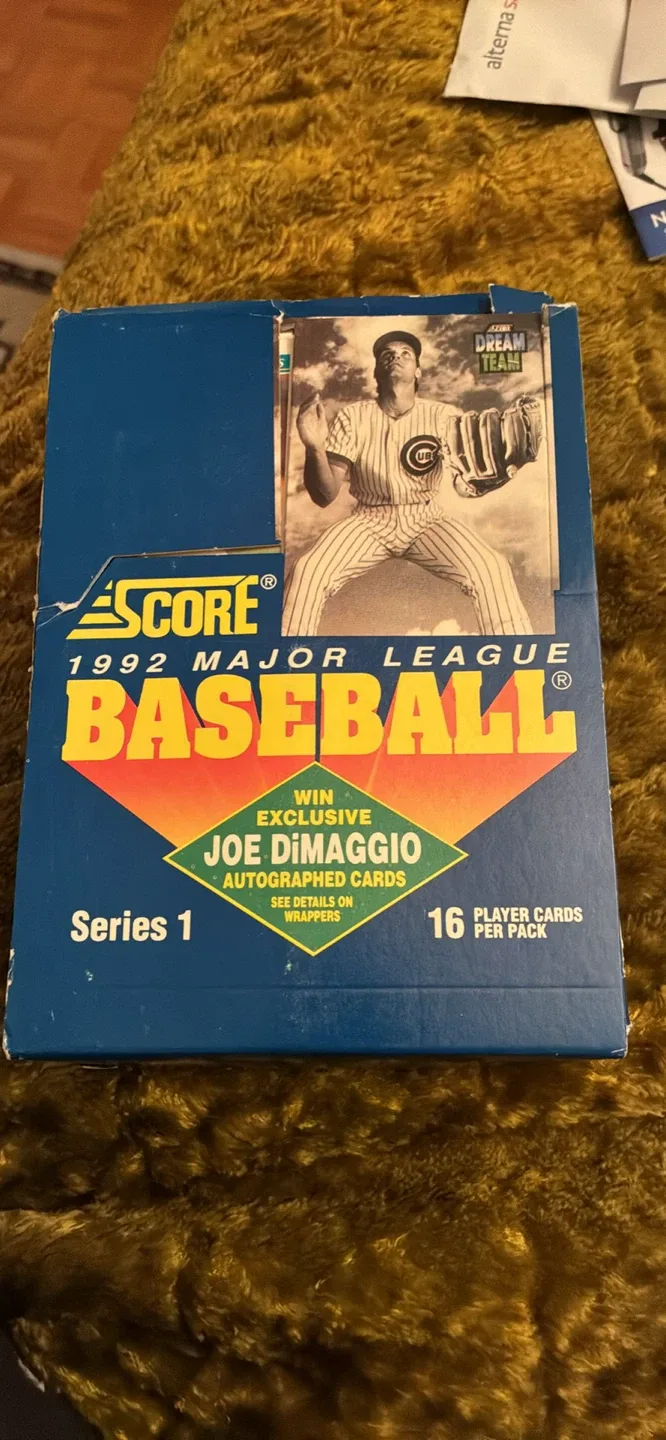 alterna
SCORE
DREAM
TEAM
CUBS
SCORE®
1992 MAJOR LEAGUE
BASEBALL®
WIN
EXCLUSIVE
JOE DiMAGGIO
AUTOGRAPHED CARDS
SEE DETAILS ON
WRAPPERS
Series 1
16 PLAYER CARDS
PER PACK